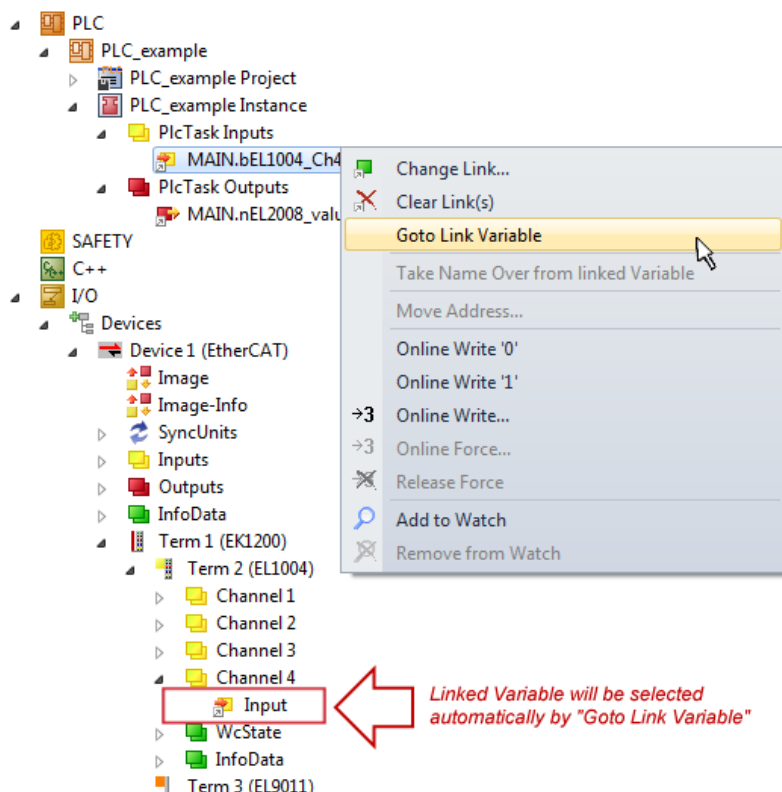 PLC
PLC_example
PLC_example Project
PLC_example Instance
PlcTask Inputs
MAIN.bEL1004_Ch4
PlcTask Outputs
MAIN.nEL2008_valu
SAFETY
C++
I/O
Devices
Device 1 (EtherCAT)
Image
Image-Info
SyncUnits
Inputs
Outputs
InfoData
Term 1 (EK1200)
Term 2 (EL1004)
Channel 1
Channel 2
Channel 3
Channel 4
Input
WcState
InfoData
Term 3 (EL9011)
Change Link...
Clear Link(s)
Goto Link Variable
Take Name Over from linked Variable
Move Address...
Online Write '0'
Online Write '1'
→3 Online Write...
→3 Online Force...
Release Force
Add to Watch
Remove from Watch
Linked Variable will be selected
automatically by "Goto Link Variable"